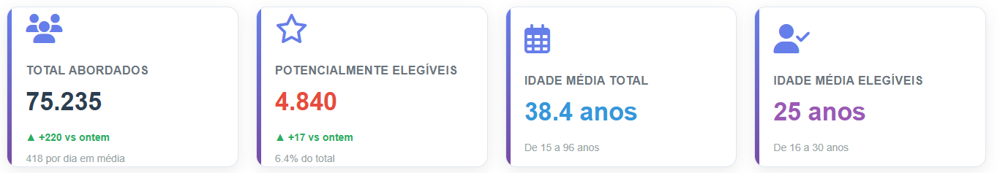 TOTAL ABORDADOS
75.235
▲ +220 vs ontem
418 por dia em média
POTENCIALMENTE ELEGÍVEIS
4.840
▲ +17 vs ontem
6.4% do total
IDADE MÉDIA TOTAL
38.4 anos
De 15 a 96 anos
IDADE MÉDIA ELEGÍVEIS
25 anos
De 16 a 30 anos